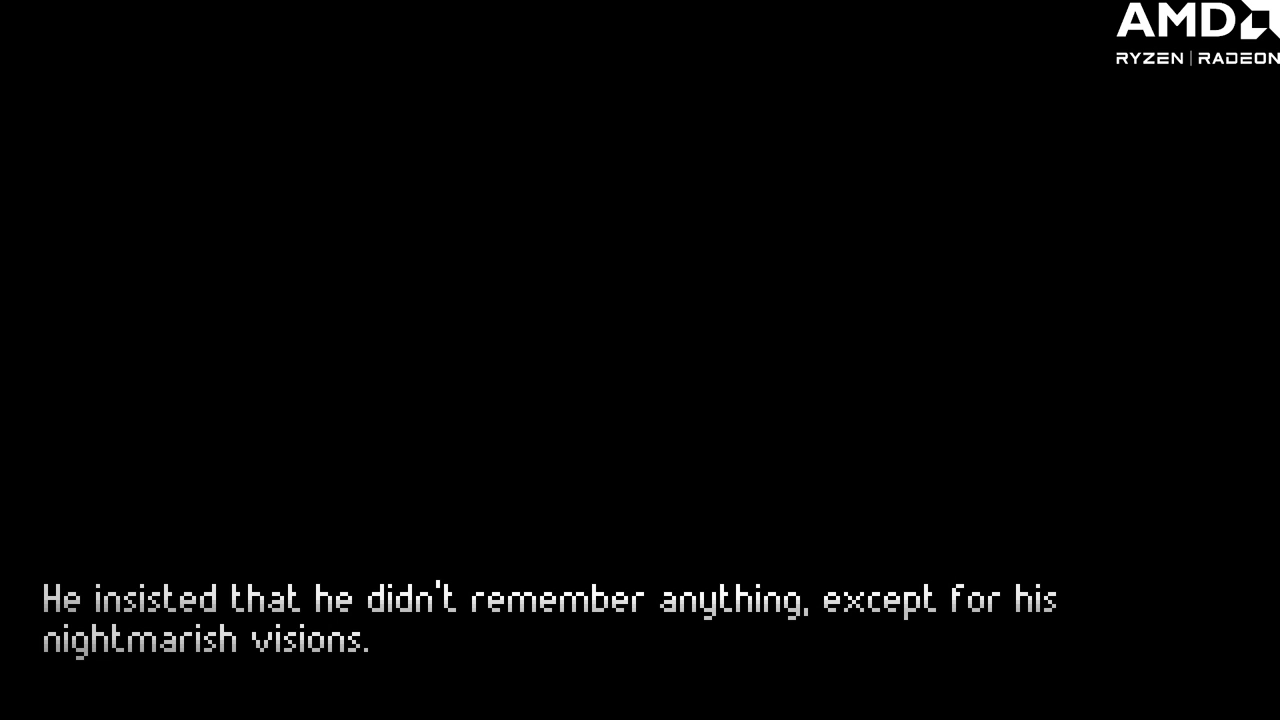 AMD
RYZEN | RADEON
He insisted that he didn't remember anything, except for his
nightmarish visions.